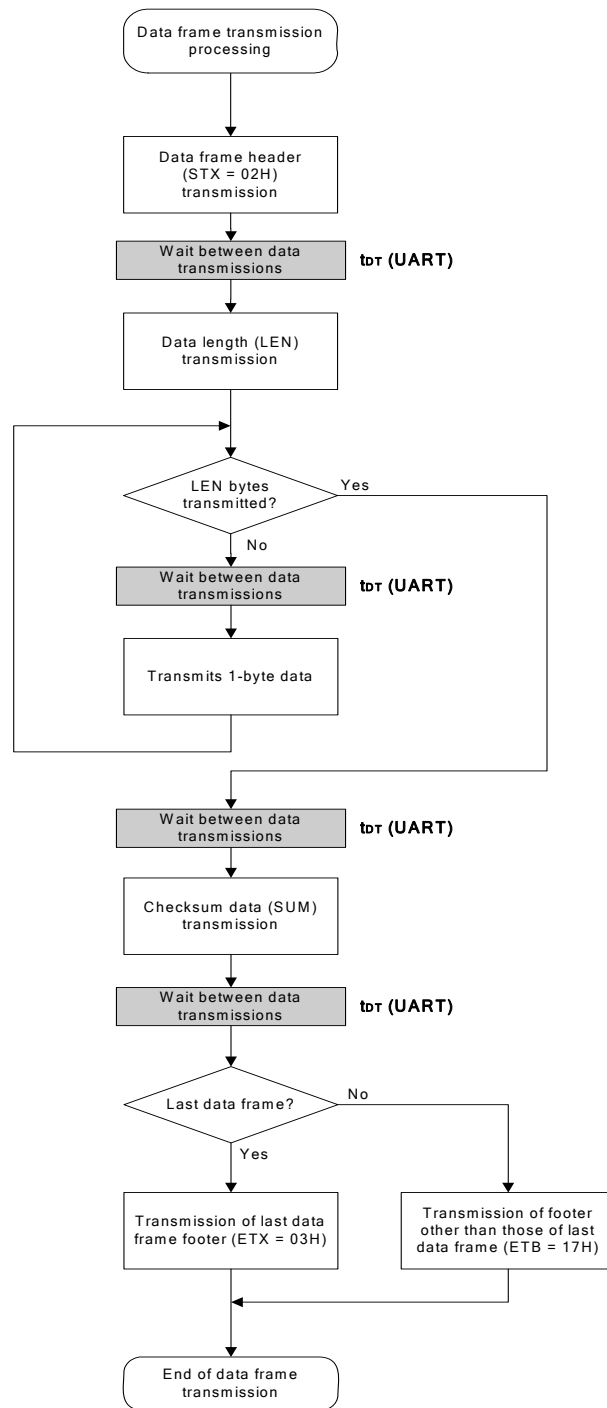 Data frame transmission
processing
Data frame header
(STX = 02H)
transmission
Wait between data
transmissions
tDT (UART)
Data length (LEN)
transmission
LEN bytes
transmitted?
Yes
No
Wait between data
transmissions
tDT (UART)
Transmits 1-byte data
Wait between data
transmissions
tDT (UART)
Checksum data (SUM)
transmission
Wait between data
transmissions
tDT (UART)
Last data frame?
No
Yes
Transmission of last data
frame footer (ETX = 03H)
Transmission of footer
other than those of last
data frame (ETB = 17H)
End of data frame
transmission